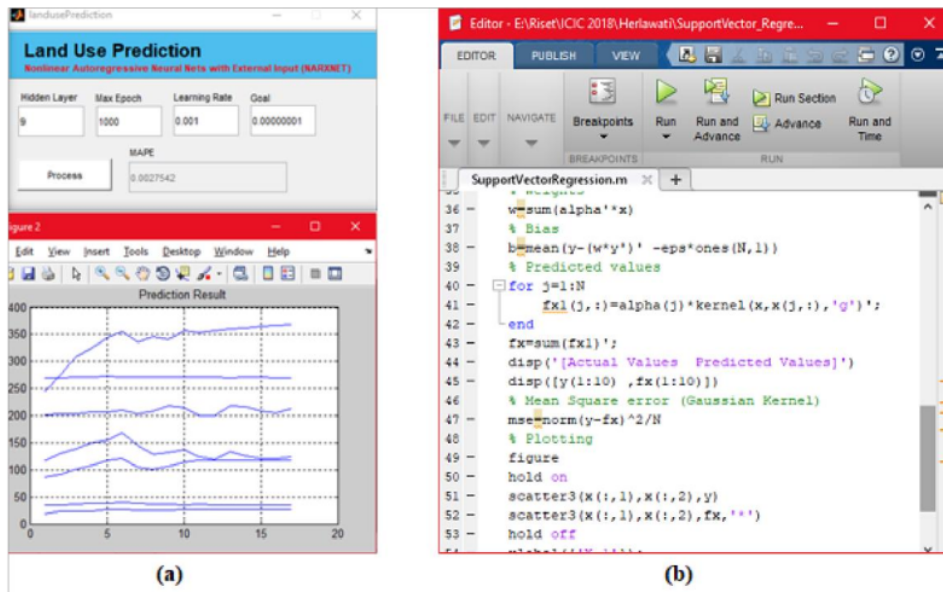 landusePrediction
Land Use Prediction
Nonlinear Autoregressive Neural Nets with External Input (NARXNET)
Hidden Layer Max Epoch Learning Rate Goal
9 1000 0.001 0.00000001
MAPE
Process 0.0027542
igure 2
Edit View Insert Tools Desktop Window Help
Prediction Result
400
350
300
250
200
150
100
50
0
0 5 10 15 20
(a)
Editor - E:\Riset\ICIC 2018\Herlawati\SupportVector_Regre...
EDITOR PUBLISH VIEW
FILE EDIT NAVIGATE Breakpoints Run Run and Advance Run Section Advance Run and Time
BREAKPOINTS RUN
SupportVectorRegression.m
36 w=sum(alpha'*x)
37 % Bias
38 b=mean(y-(w*y')' -eps*ones(N,1))
39 % Predicted values
40 for j=1:N
41 fx1(j,:)=alpha(j)*kernel(x,x(j,:),'g')';
42 end
43 fx=sum(fx1)';
44 disp('[Actual Values  Predicted Values]')
45 disp([y(1:10) ,fx(1:10)])
46 % Mean Square error (Gaussian Kernel)
47 mse=norm(y-fx)^2/N
48 % Plotting
49 figure
50 hold on
51 scatter3(x(:,1),x(:,2),y)
52 scatter3(x(:,1),x(:,2),fx,'*')
53 hold off
(b)